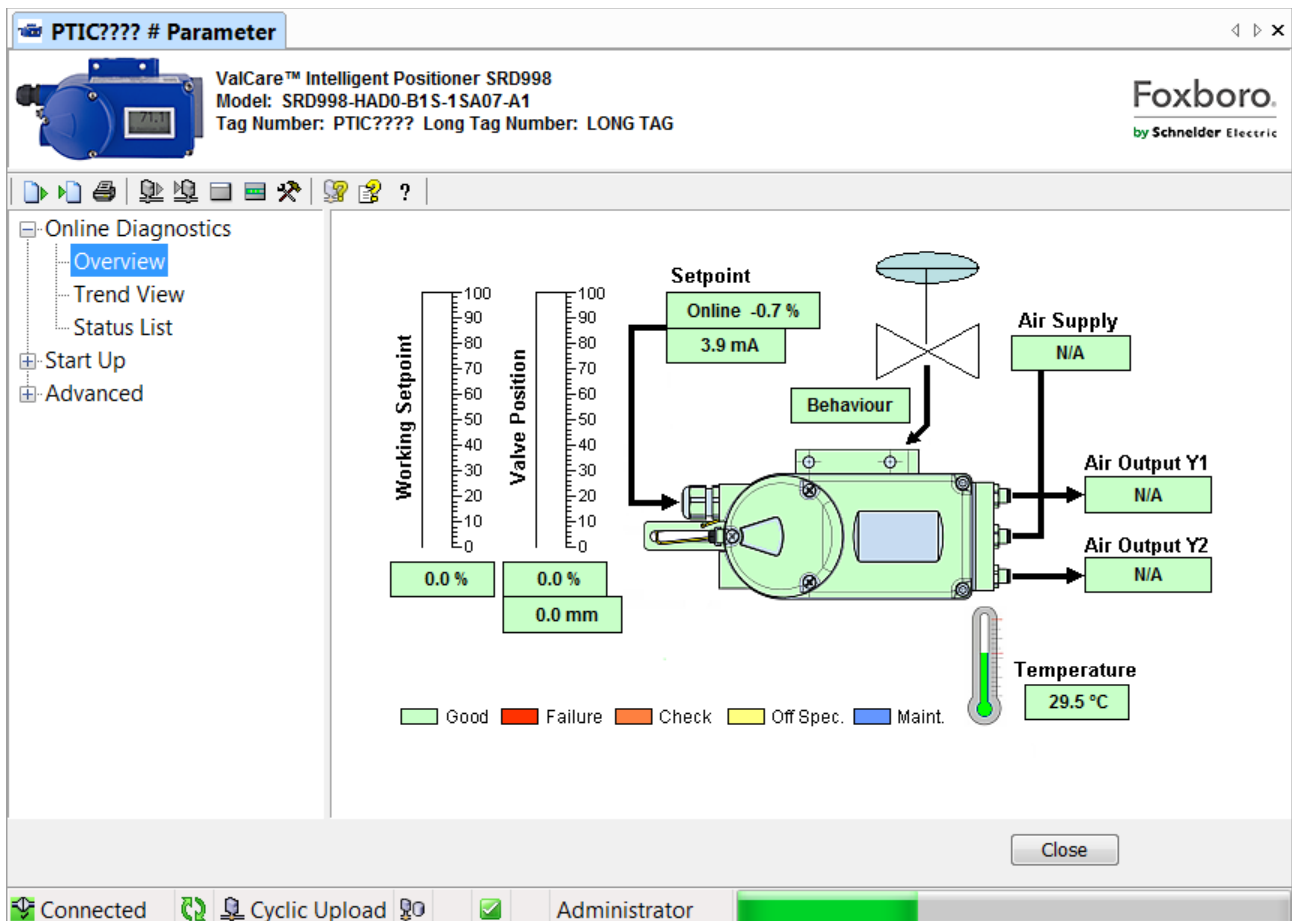 PTIC???? # Parameter
ValCare™ Intelligent Positioner SRD998
Model: SRD998-HAD0-B1S-1SA07-A1
Tag Number: PTIC???? Long Tag Number: LONG TAG
71.1
Foxboro.
by Schneider Electric
?
Online Diagnostics
Overview
Trend View
Status List
Start Up
Advanced
Working Setpoint
100
90
80
70
60
50
40
30
20
10
0
0.0 %
Valve Position
100
90
80
70
60
50
40
30
20
10
0
0.0 %
0.0 mm
Setpoint
Online -0.7 %
3.9 mA
Behaviour
Air Supply
N/A
Air Output Y1
N/A
Air Output Y2
N/A
Temperature
29.5 °C
Good Failure Check Off Spec. Maint.
Close
Connected Cyclic Upload Administrator